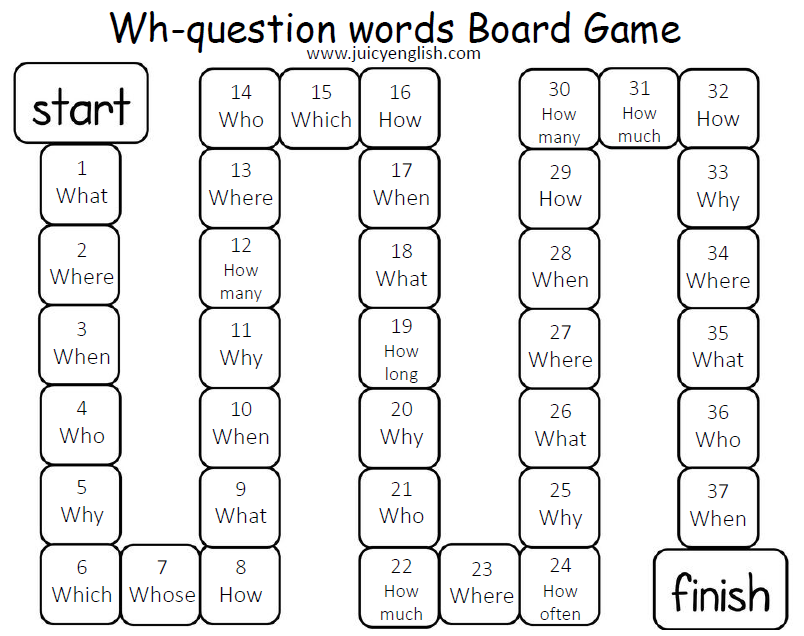 Wh-question words Board Game
www.juicyenglish.com
start
1
What
2
Where
3
When
4
Who
5
Why
6
Which
7
Whose
8
How
9
What
10
When
11
Why
12
How
many
13
Where
14
Who
15
Which
16
How
17
When
18
What
19
How
long
20
Why
21
Who
22
How
much
23
Where
24
How
often
25
Why
26
What
27
Where
28
When
29
How
30
How
many
31
How
much
32
How
33
Why
34
Where
35
What
36
Who
37
When
finish